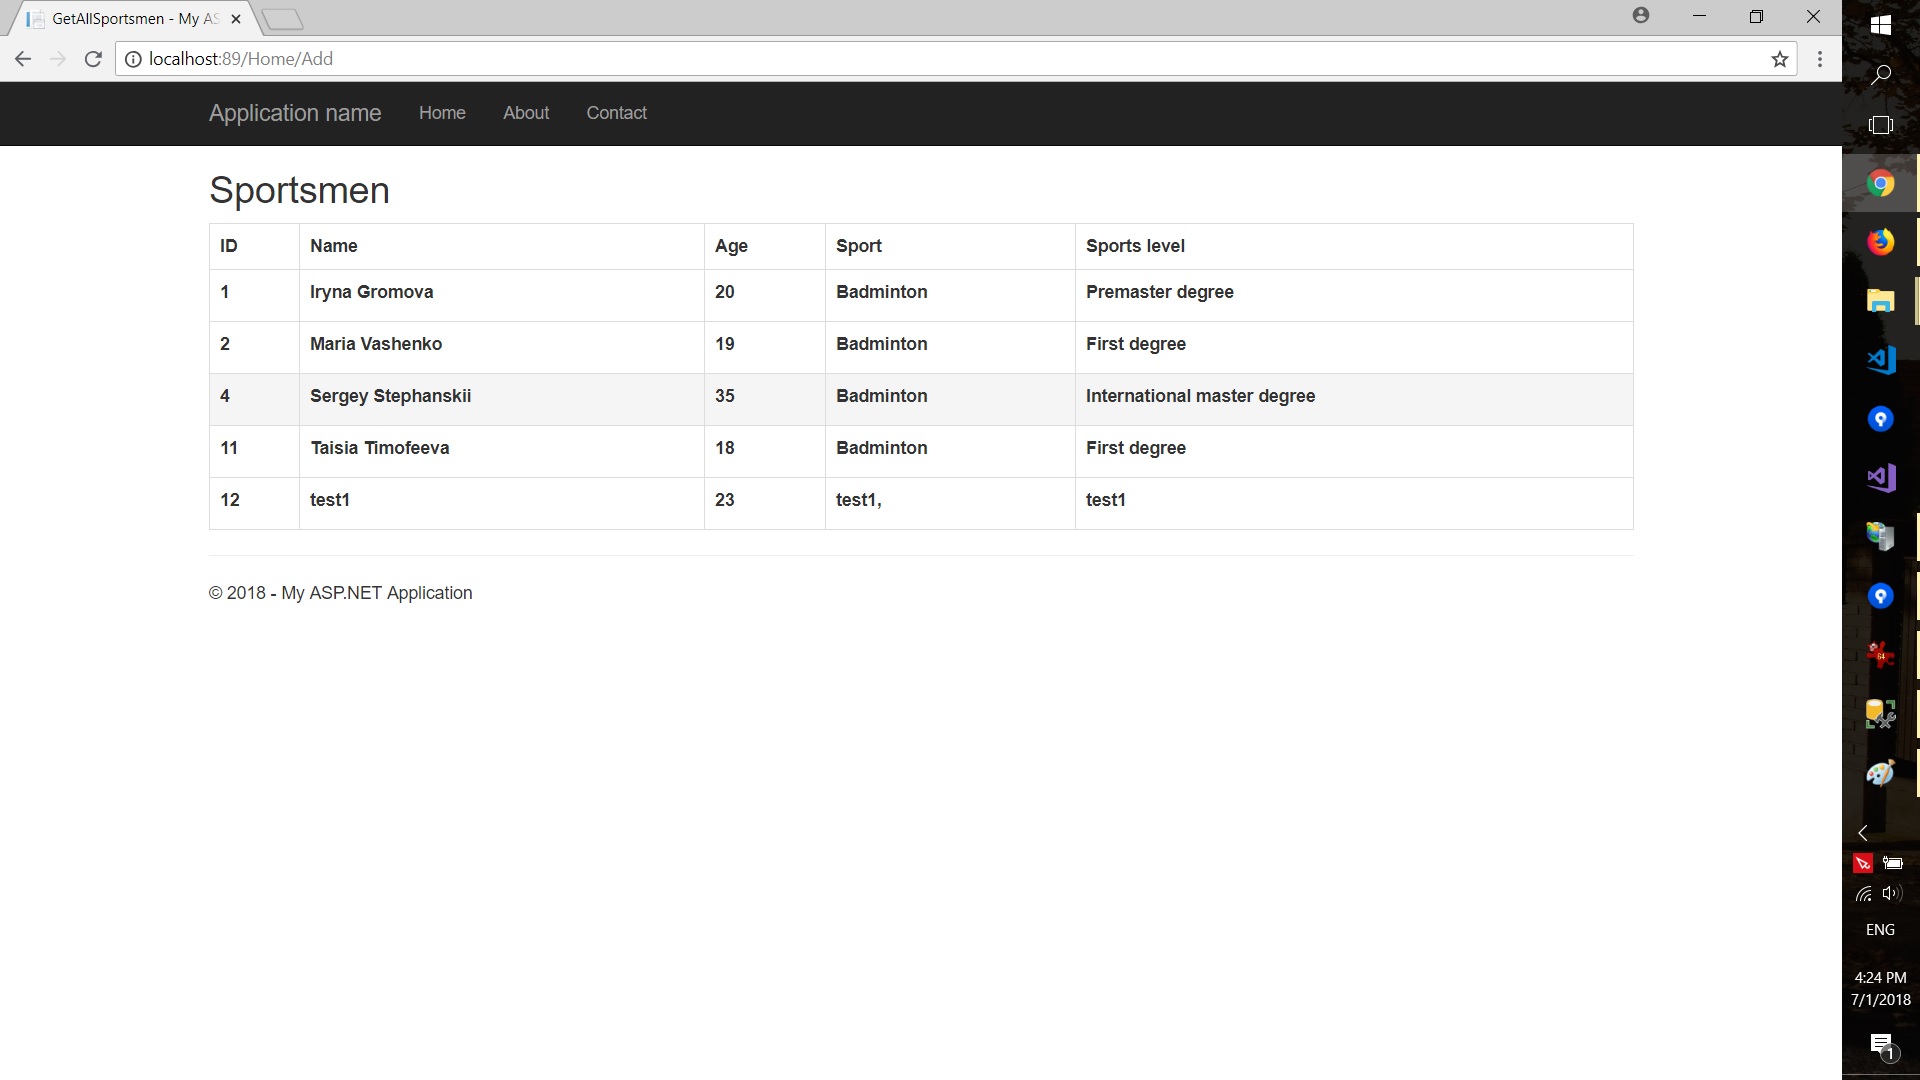 GetAllSportsmen - My AS
localhost:89/Home/Add
Application name Home About Contact
Sportsmen
ID Name Age Sport Sports level
1 Iryna Gromova 20 Badminton Premaster degree
2 Maria Vashenko 19 Badminton First degree
4 Sergey Stephanskii 35 Badminton International master degree
11 Taisia Timofeeva 18 Badminton First degree
12 test1 23 test1, test1
© 2018 - My ASP.NET Application
64
ENG
4:24 PM
7/1/2018
1